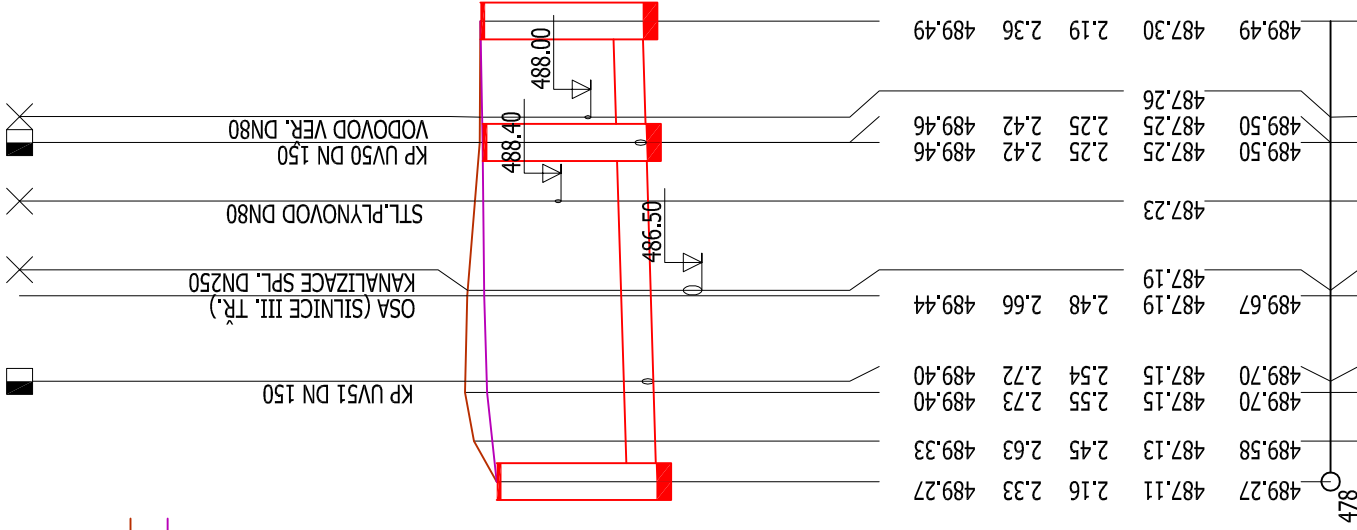 478
489.27 487.11 2.16 2.33 489.27
489.58 487.13 2.45 2.63 489.33
489.70 487.15 2.55 2.73 489.40
489.70 487.15 2.54 2.72 489.40
KP UV51 DN 150
489.67 487.19 2.48 2.66 489.44
OSA (SILNICE III. TŘ.)
487.19
KANALIZACE SPL. DN250
486.50
487.23
STL.PLYNOVOD DN80
488.40
489.50 487.25 2.25 2.42 489.46
KP UV50 DN 150
489.50 487.25 2.25 2.42 489.46
487.26
VODOVOD VEŘ. DN80
488.00
489.49 487.30 2.19 2.36 489.49